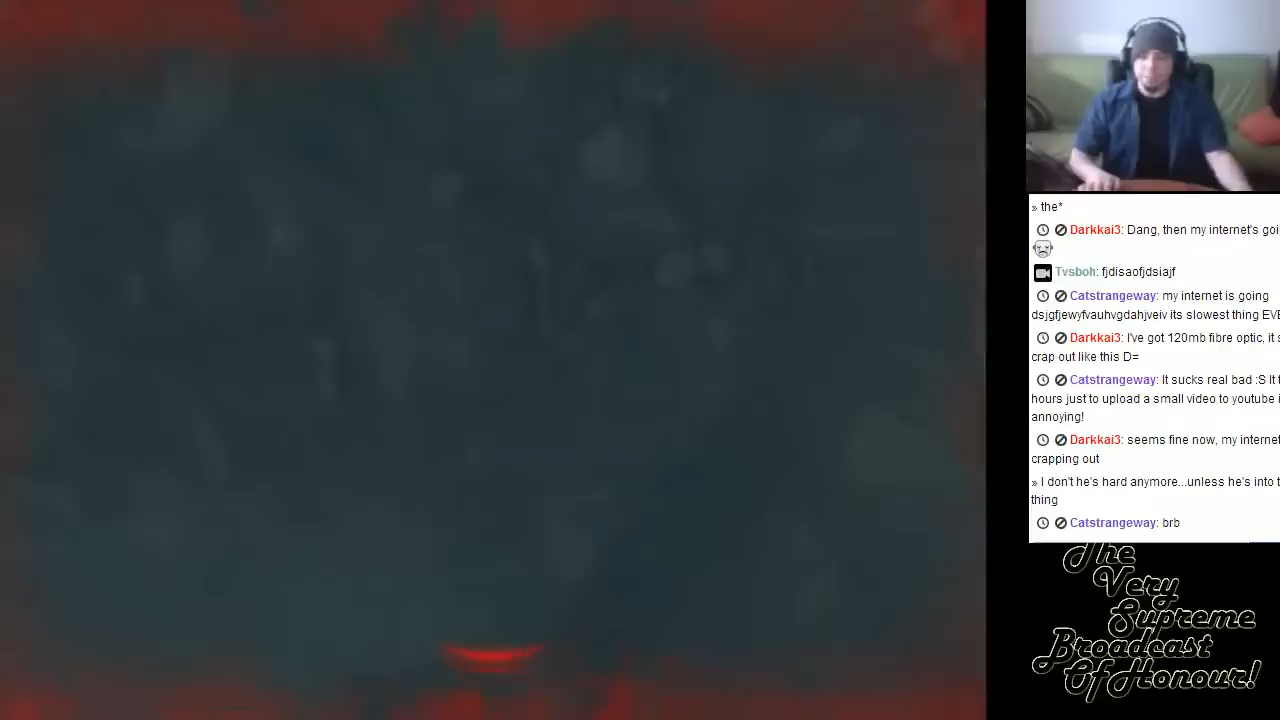 » the*
Darkkai3: Dang, then my internet's goi
Tvsboh: fjdisaofjdsiajf
Catstrangeway: my internet is going
dsjgfjewyfvauhvgdahjveiv its slowest thing EVE
Darkkai3: I've got 120mb fibre optic, it s
crap out like this D=
Catstrangeway: It sucks real bad :S It t
hours just to upload a small video to youtube i
annoying!
Darkkai3: seems fine now, my internet
crapping out
» I don't he's hard anymore...unless he's into t
thing
Catstrangeway: brb
The
Very
Supreme
Broadcast
Of Honour!